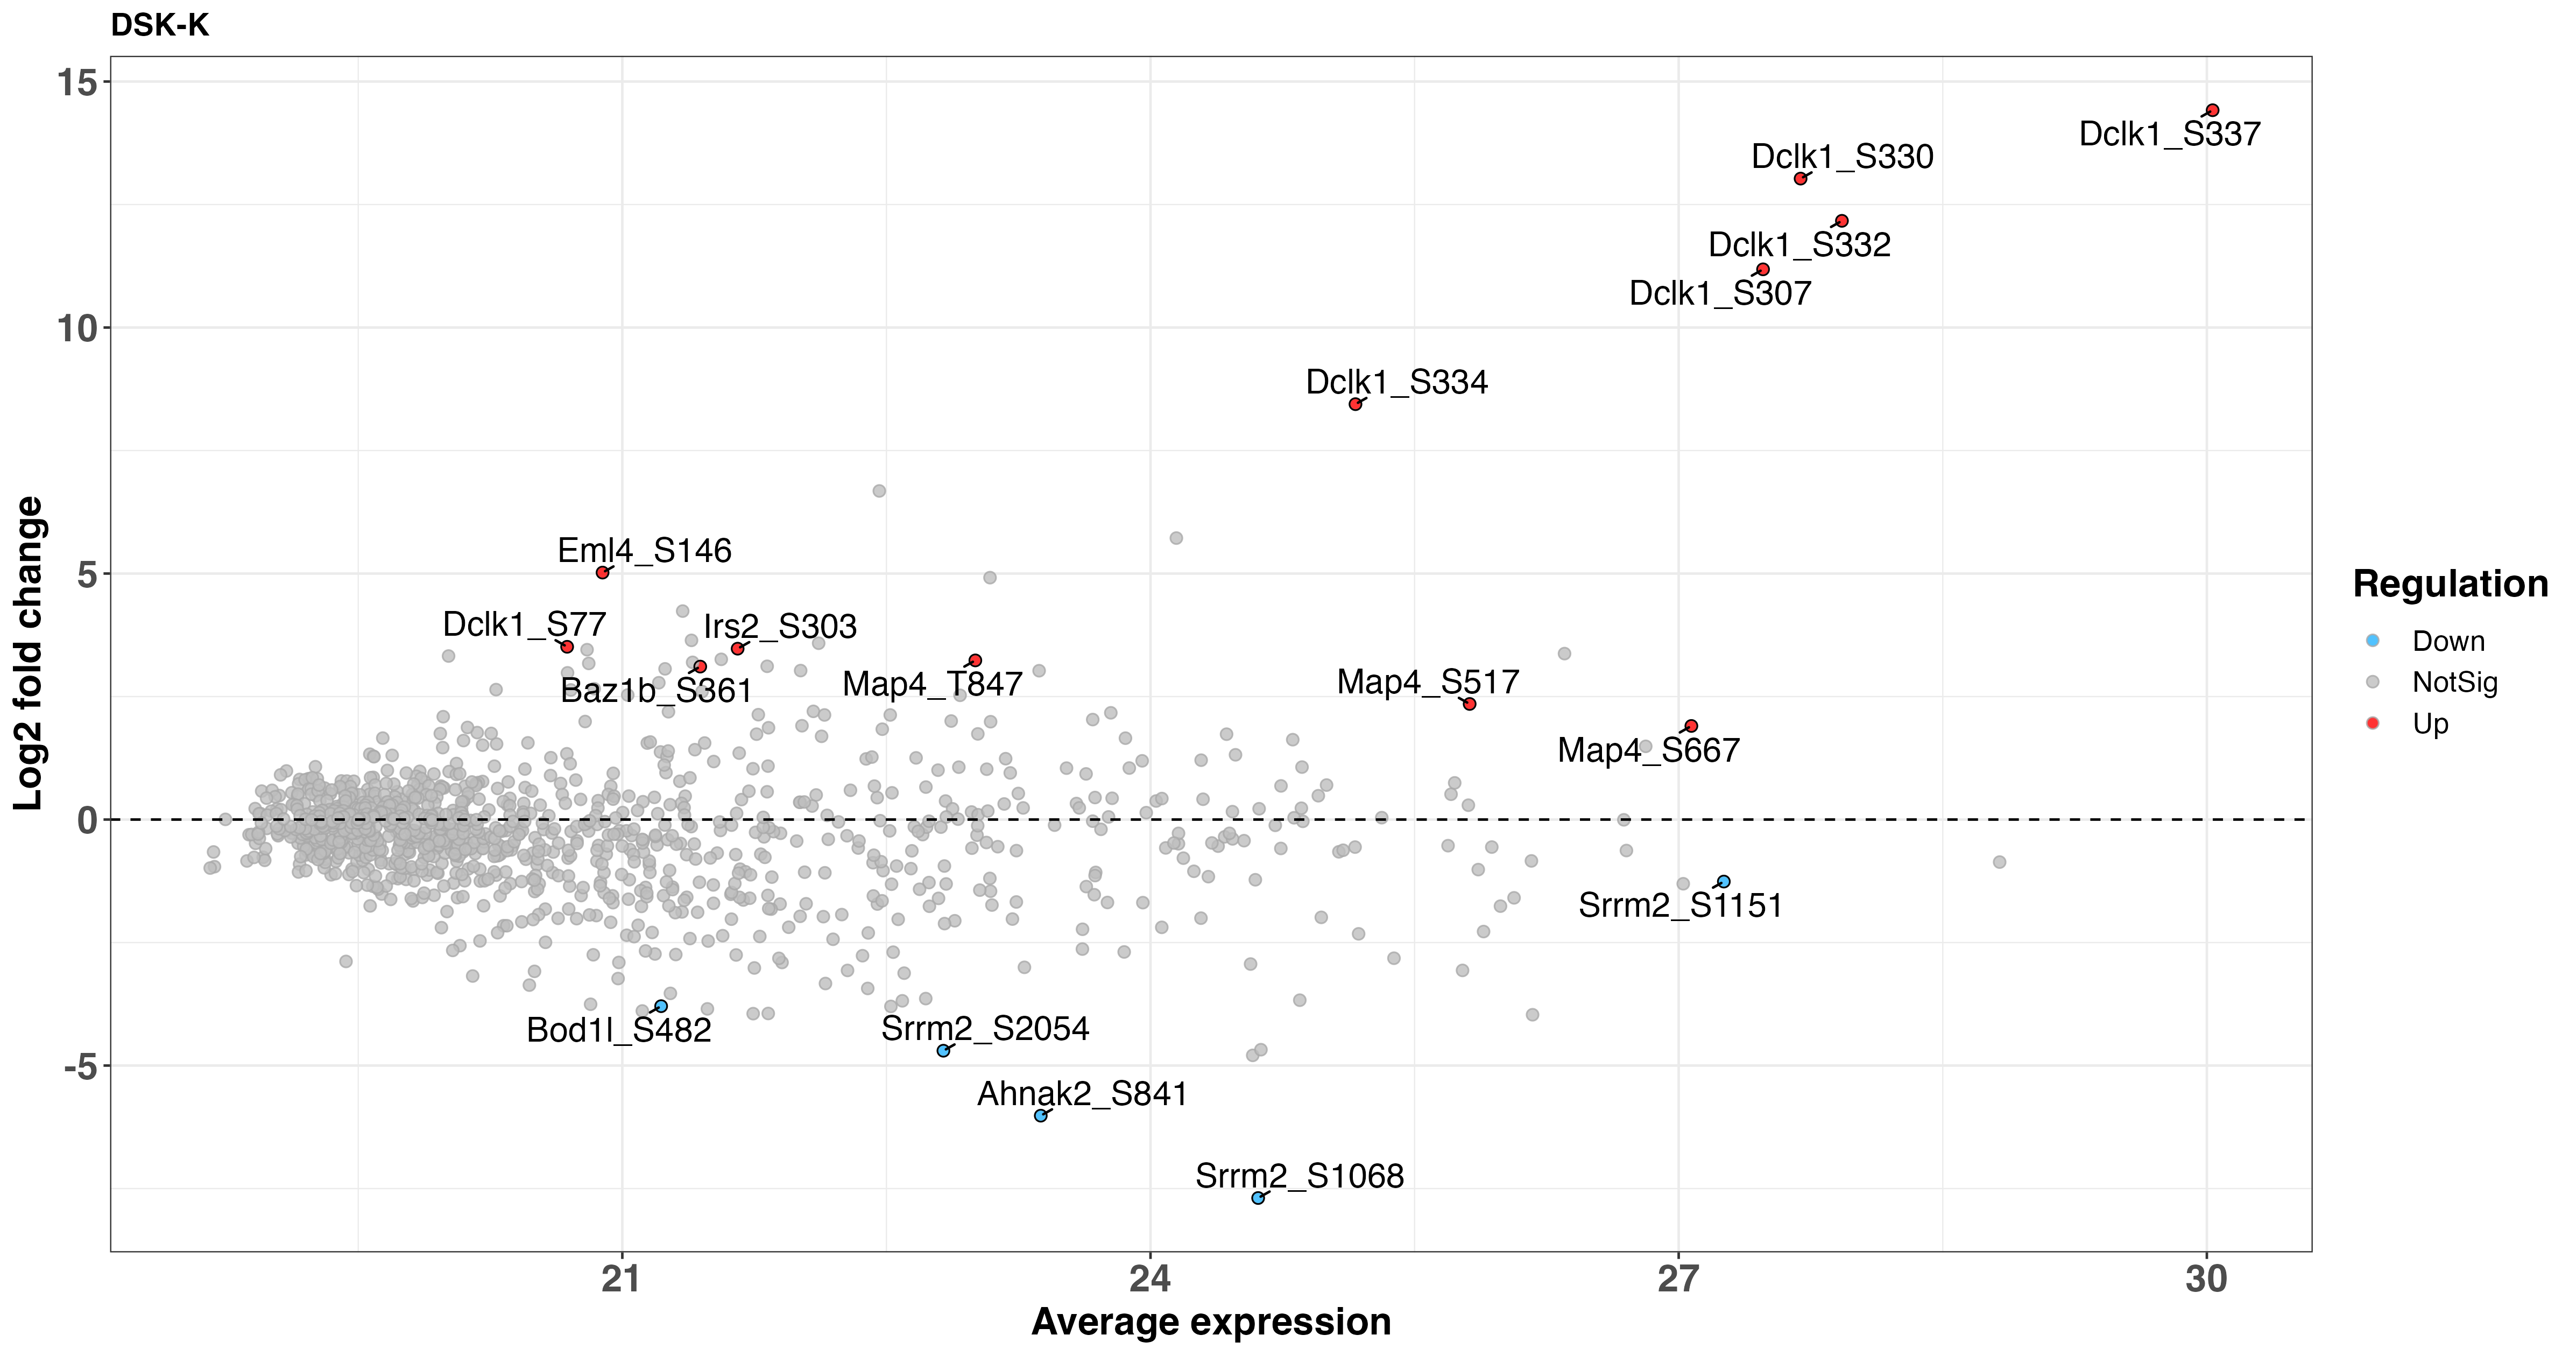 DSK-K
15
10
5
0
-5
Log2 fold change
Dclk1_S337
Dclk1_S330
Dclk1_S332
Dclk1_S307
Dclk1_S334
Eml4_S146
Dclk1_S77
Irs2_S303
Baz1b_S361
Map4_T847
Map4_S517
Map4_S667
Srrm2_S1151
Bod1l_S482
Srrm2_S2054
Ahnak2_S841
Srrm2_S1068
21
24
27
30
Average expression
Regulation
Down
NotSig
Up